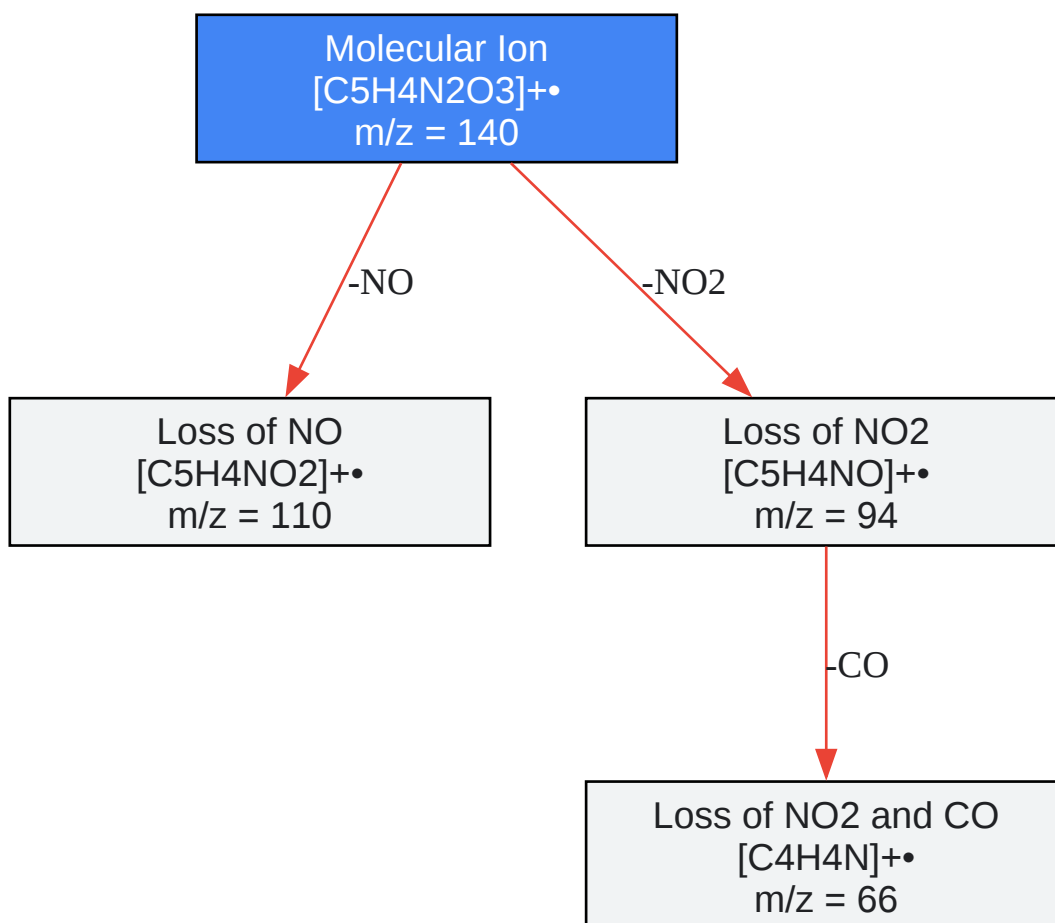 Molecular Ion
[C5H4N2O3]+•
m/z = 140
-NO
-NO2
Loss of NO
[C5H4NO2]+•
m/z = 110
Loss of NO2
[C5H4NO]+•
m/z = 94
-CO
Loss of NO2 and CO
[C4H4N]+•
m/z = 66